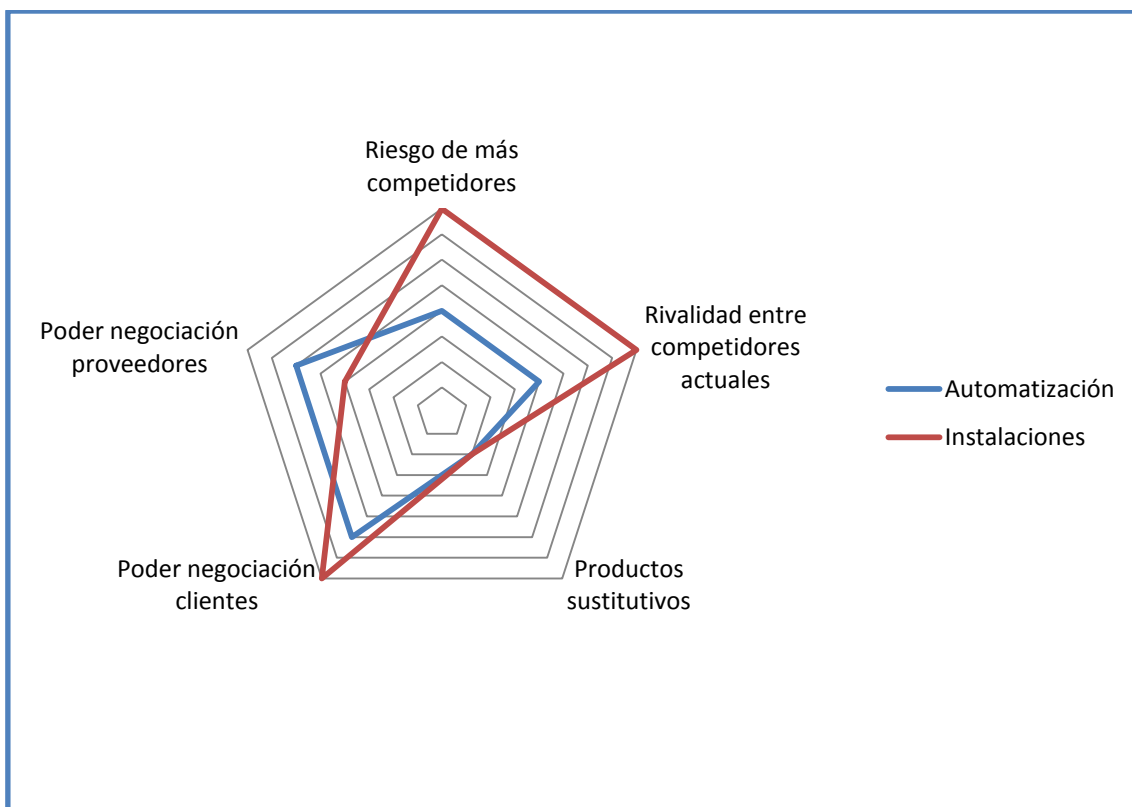 Riesgo de más
competidores
Rivalidad entre
competidores
actuales
Productos
sustitutivos
Poder negociación
clientes
Poder negociación
proveedores
Automatización
Instalaciones